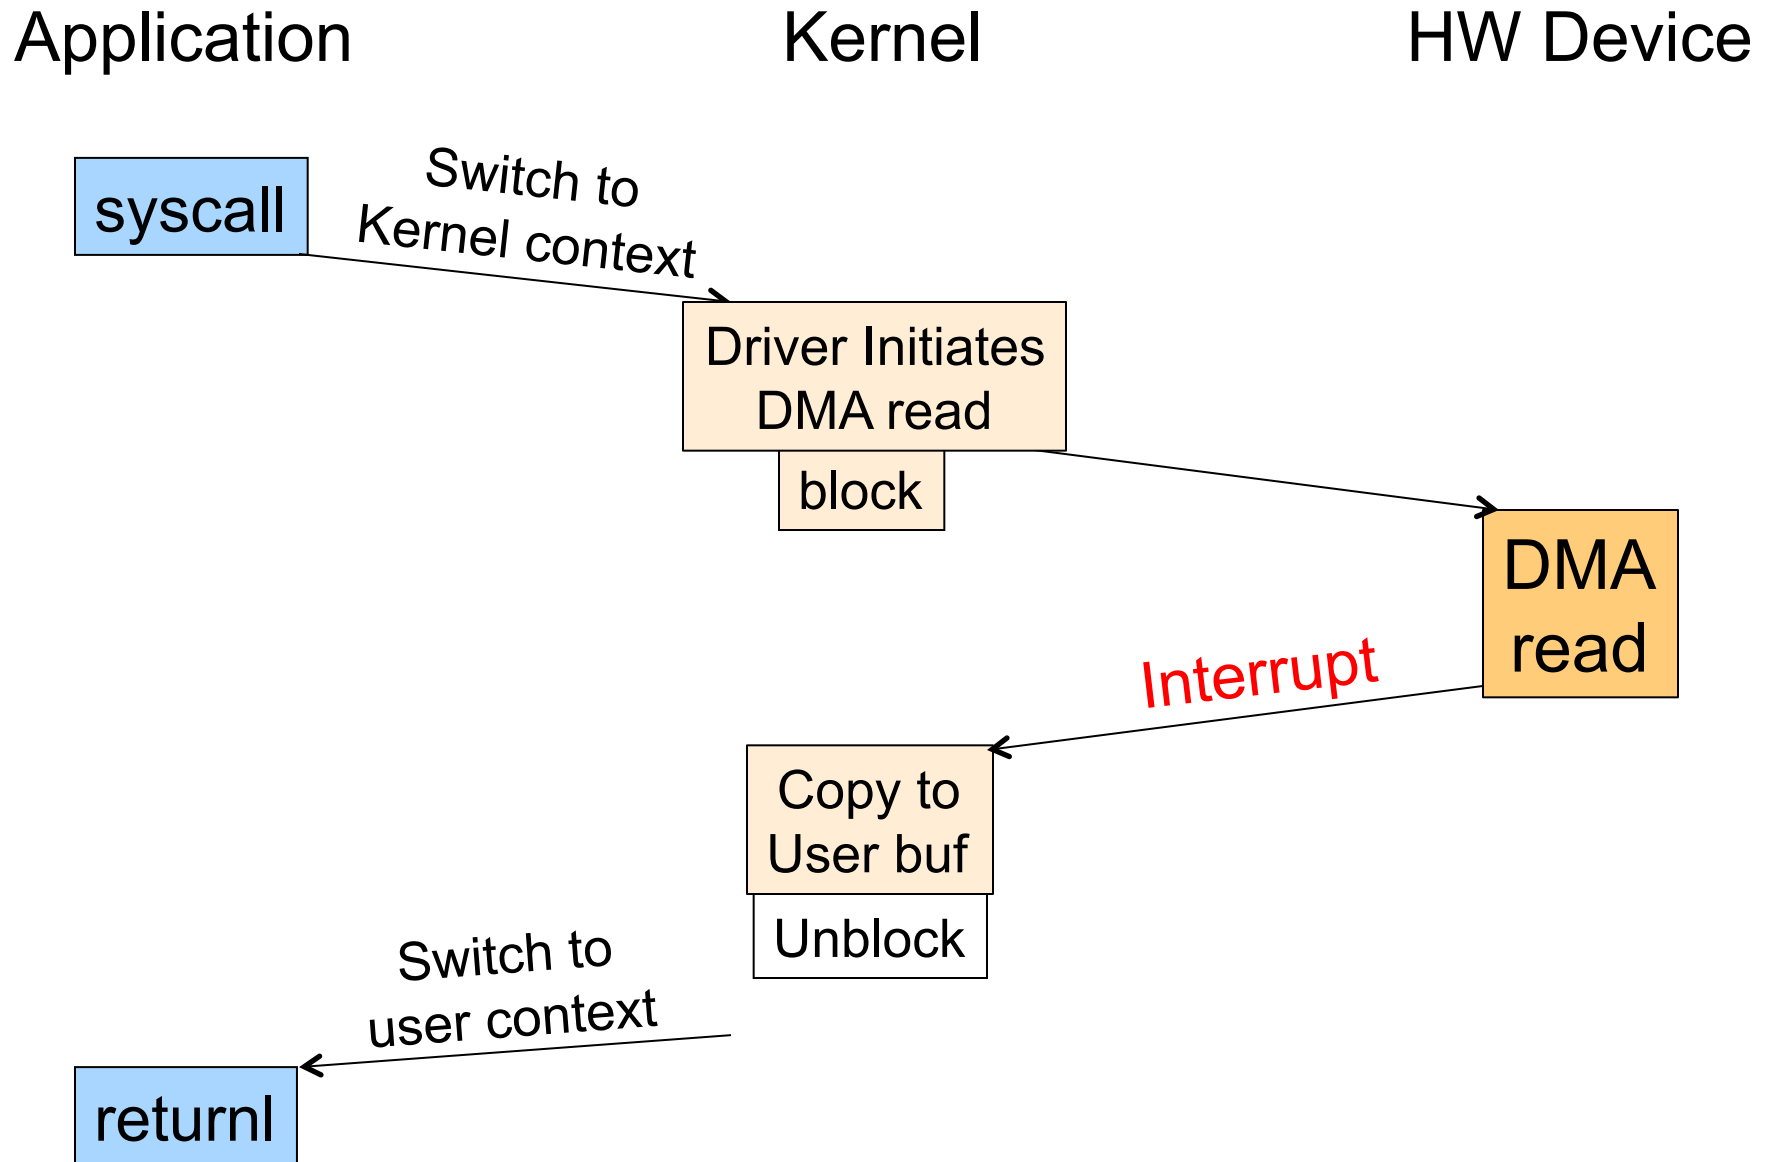 Application
Kernel
HW Device
syscall
Switch to
Kernel context
Driver Initiates
DMA read
block
DMA
read
Interrupt
Copy to
User buf
Unblock
Switch to
user context
returnl